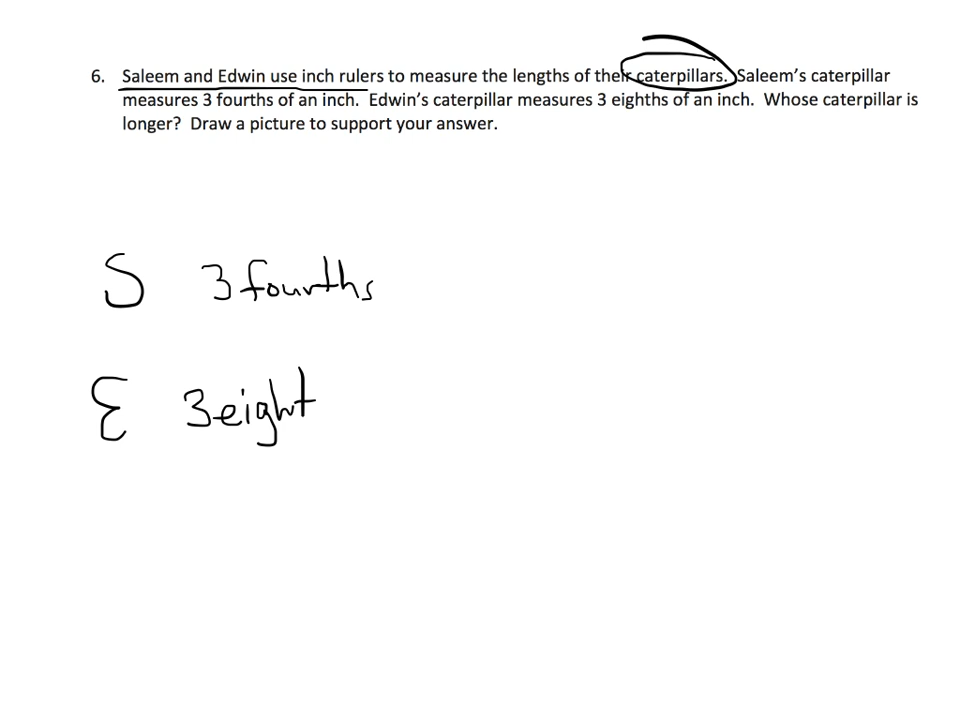 6. Saleem and Edwin use inch rulers to measure the lengths of their caterpillars. Saleem's caterpillar
measures 3 fourths of an inch. Edwin's caterpillar measures 3 eighths of an inch. Whose caterpillar is
longer? Draw a picture to support your answer.
S 3 fourths
E 3 eight